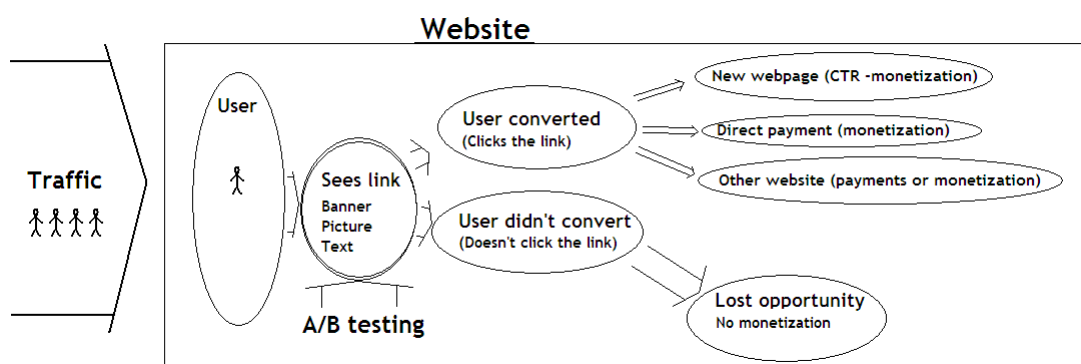 Website
Traffic
User
Sees link
Banner
Picture
Text
A/B testing
User converted
(Clicks the link)
User didn't convert
(Doesn't click the link)
New webpage (CTR -monetization)
Direct payment (monetization)
Other website (payments or monetization)
Lost opportunity
No monetization